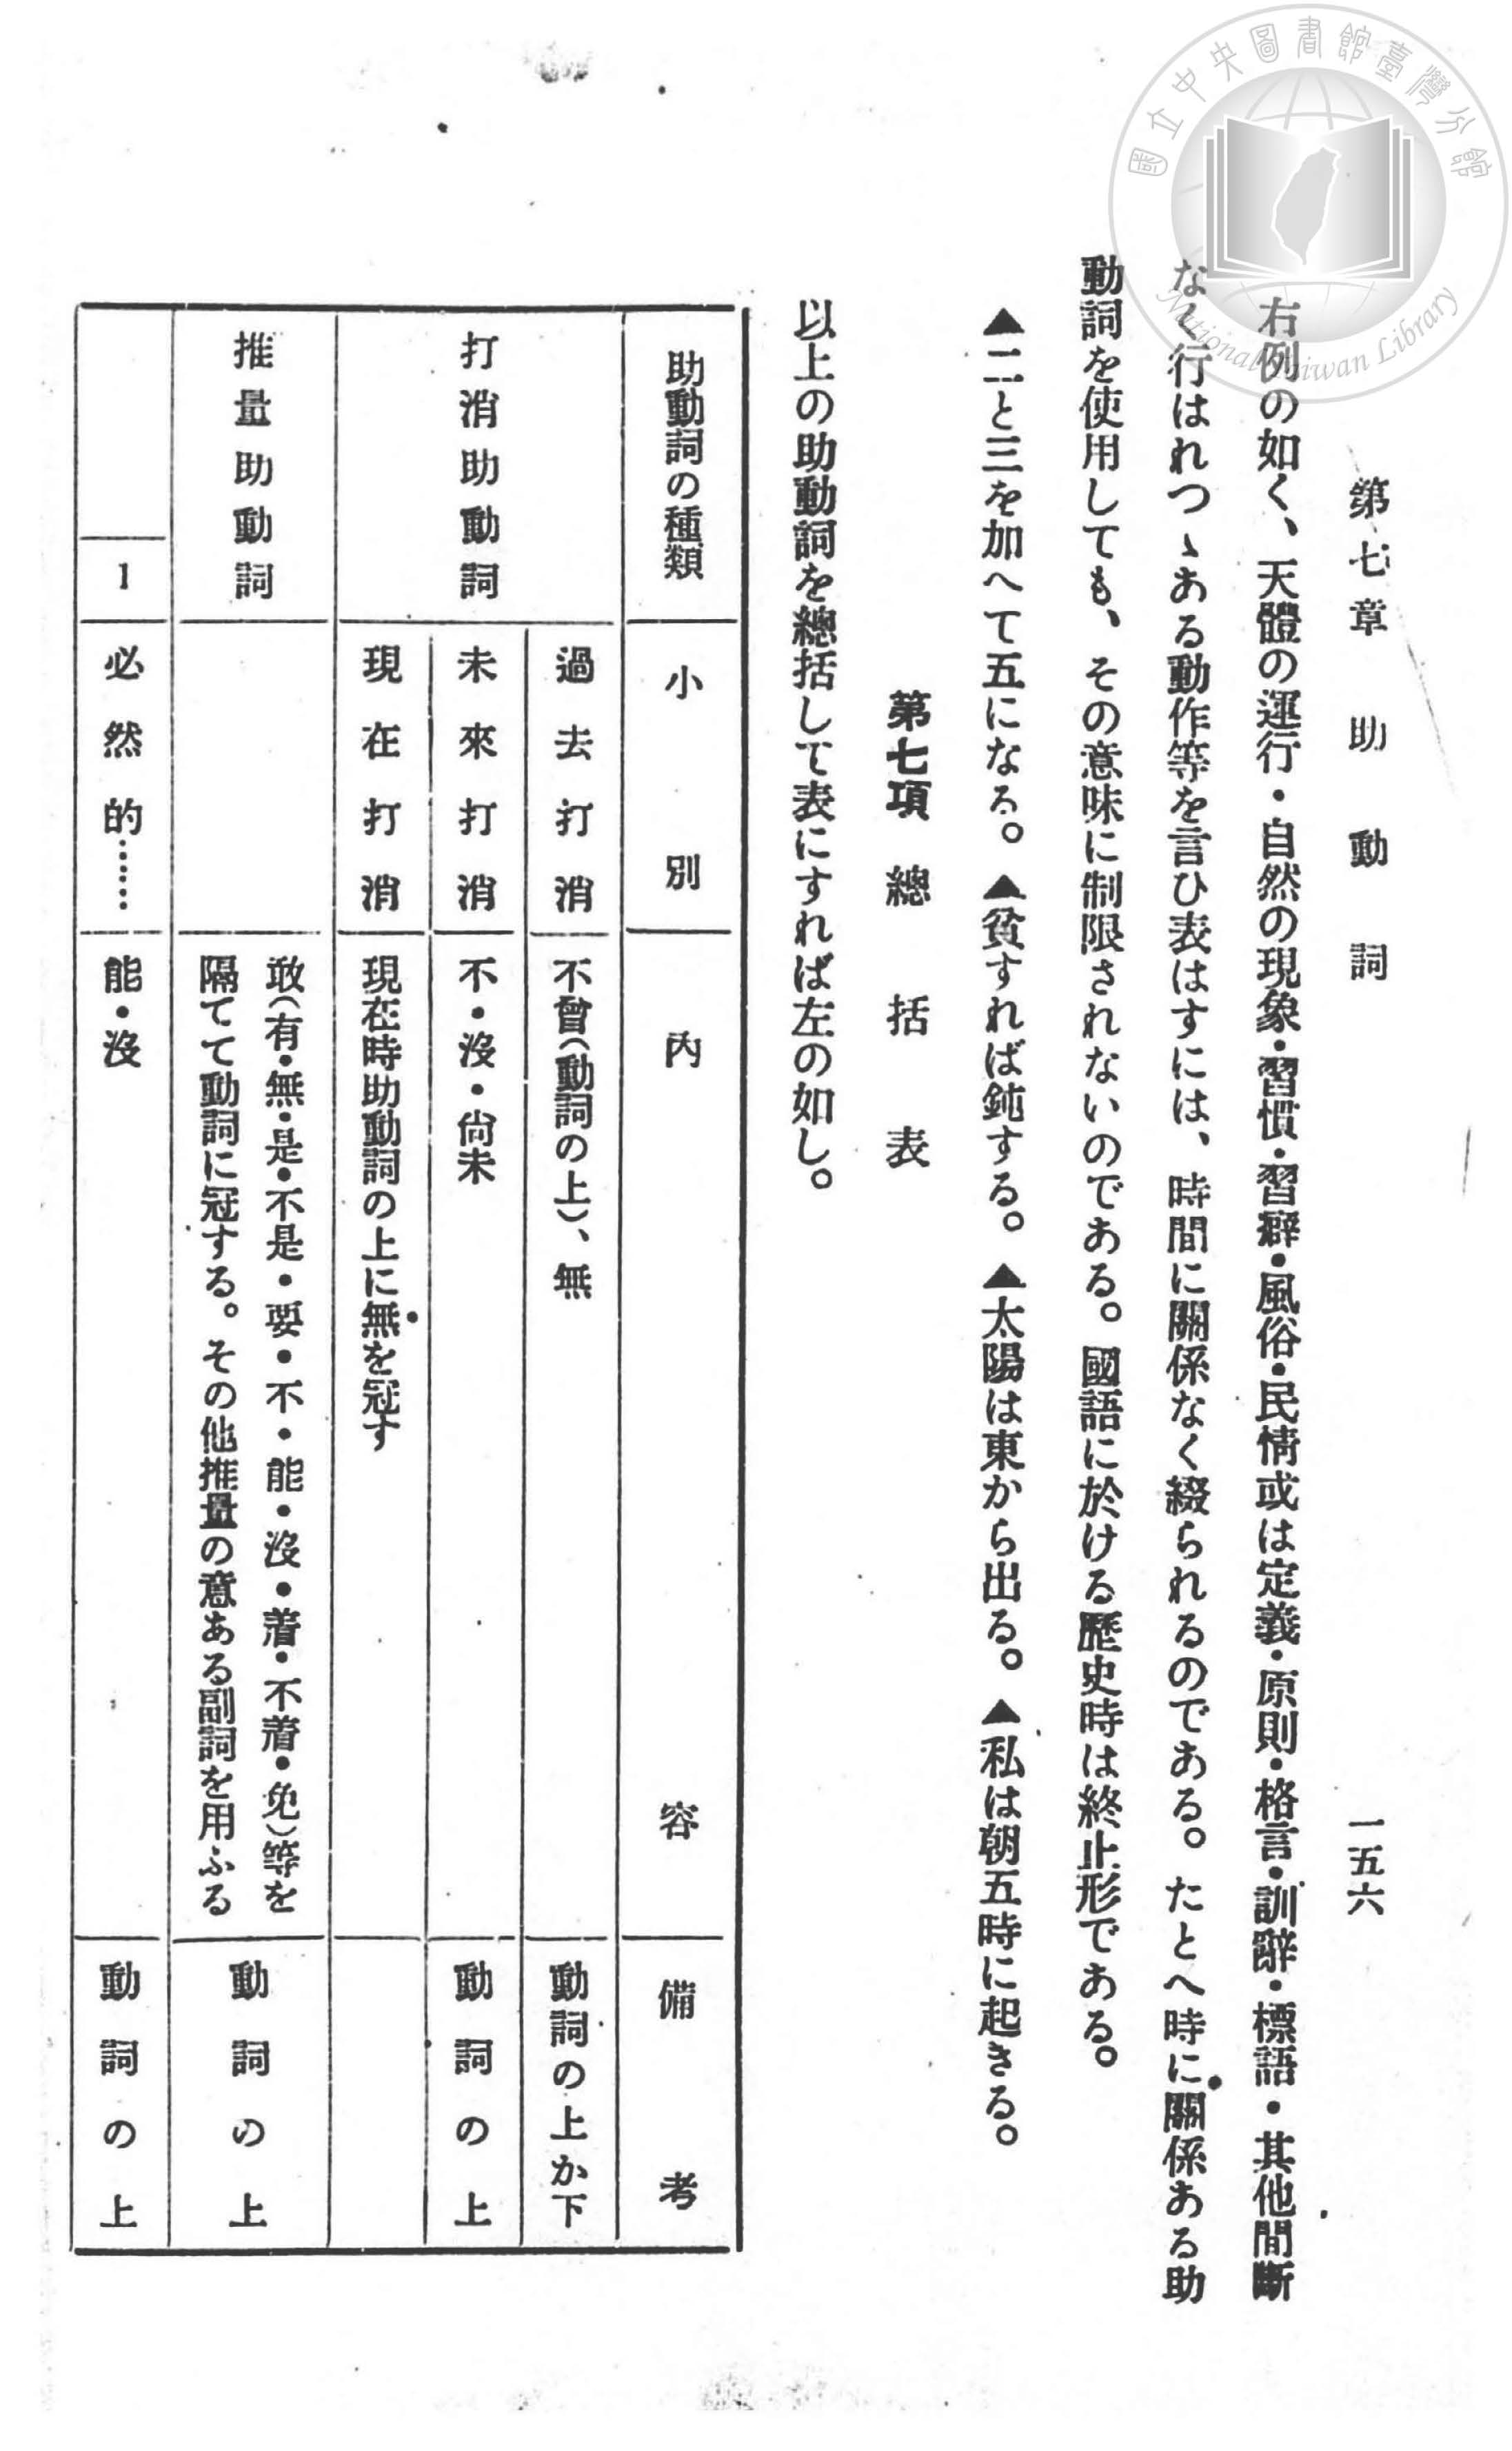 國立中央圖書館臺灣分館
National Taiwan Library
第七章 助動詞
一五六
右例の如く、天體の運行・自然の現象・習慣・習癖・風俗・民情或は定義・原則・格言・訓辭・標語・其他間斷
なく行はれつゝある動作等を言ひ表はすには、時間に關係なく綴られるのである。たとへ時に關係ある助
動詞を使用しても、その意味に制限されないのである。國語に於ける歷史時は終止形である。
▲二と三を加へて五になる。▲貧すれば鈍する。▲太陽は東から出る。▲私は朝五時に起きる。
第七項 總括表
以上の助動詞を總括して表にすれば左の如し。
助動詞の種類 小別 內容 備考
打消助動詞
過去打消 不曾(動詞の上)、無 動詞の上か下
未來打消 不・沒・尙未 動詞の上
現在打消 現在時助動詞の上に無を冠す
推量助動詞
敢(有・無・是・不是・要・不・能・沒・着・不着・免)等を
隔てて動詞に冠する。その他推量の意ある副詞を用ふる
動詞の上
1 必然的…… 能・沒 動詞の上